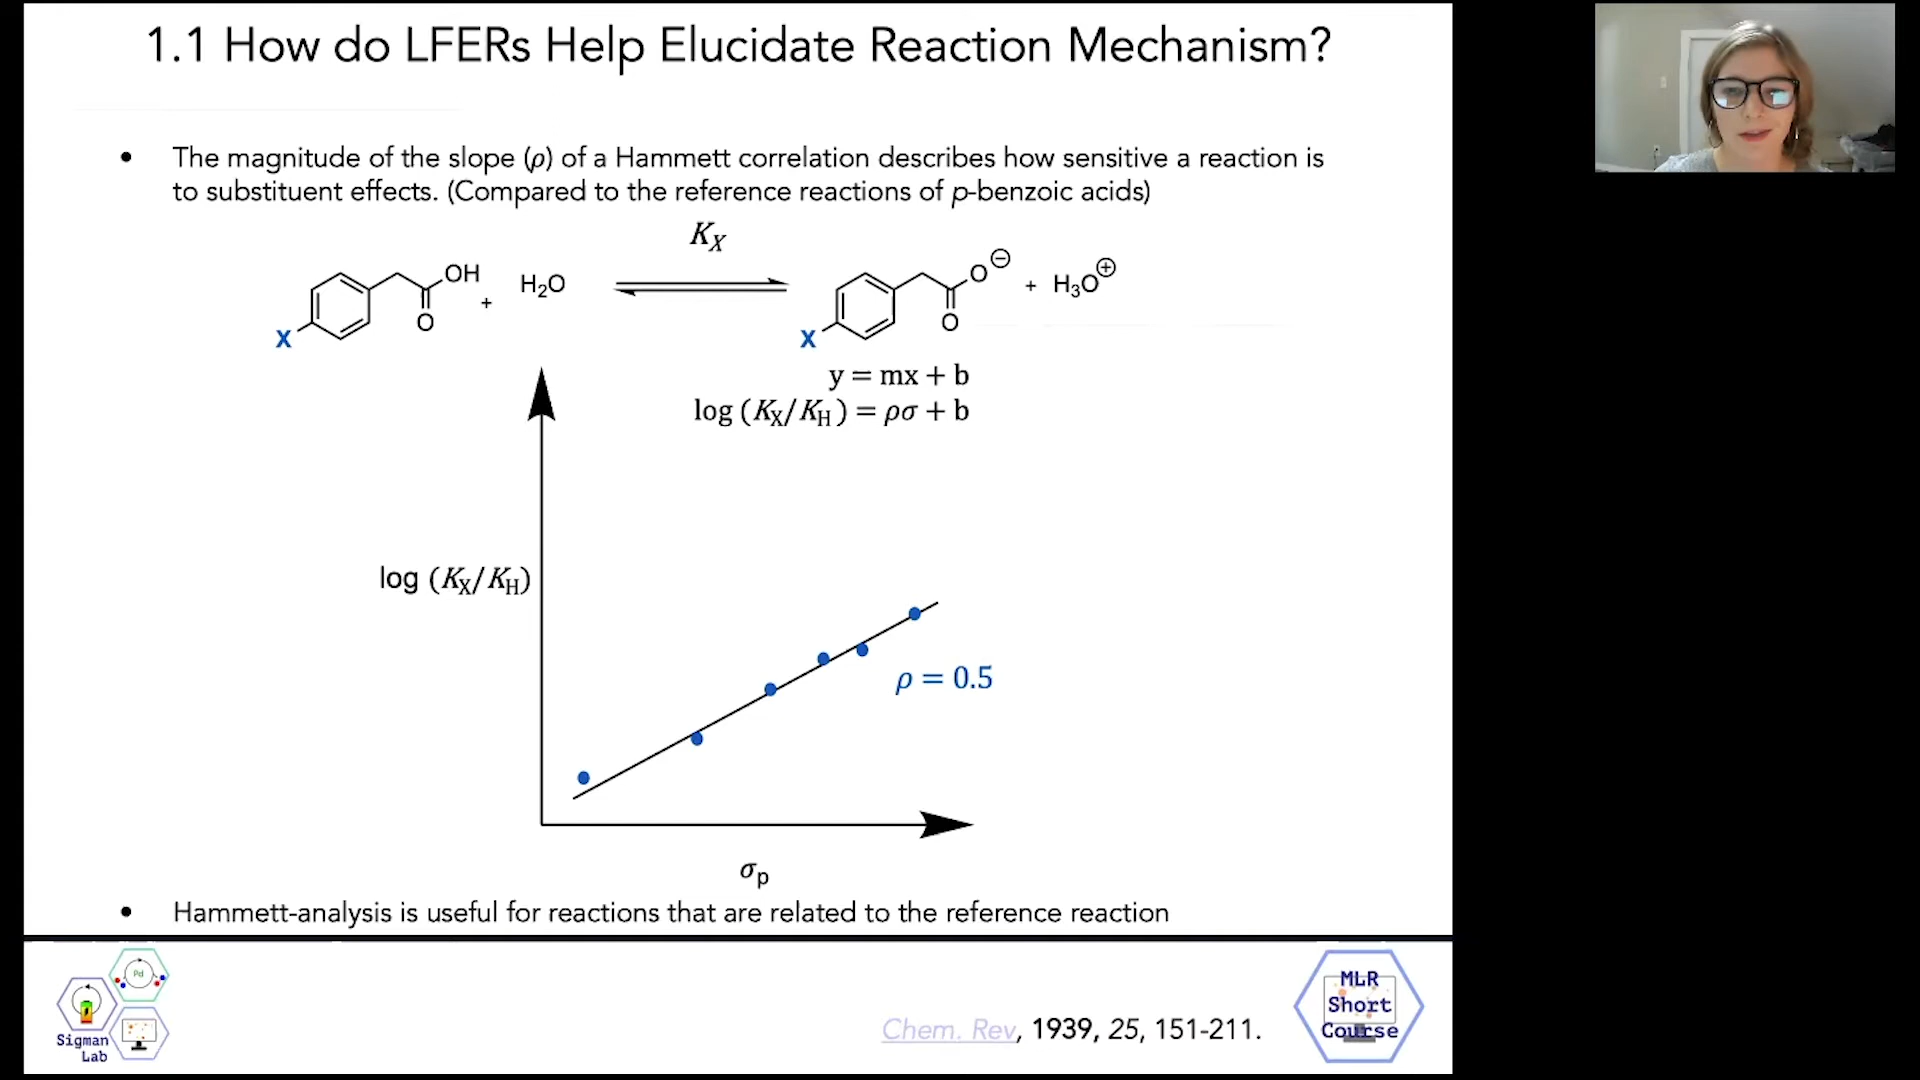 1.1 How do LFERs Help Elucidate Reaction Mechanism?
• The magnitude of the slope (ρ) of a Hammett correlation describes how sensitive a reaction is
to substituent effects. (Compared to the reference reactions of p-benzoic acids)
K_X
X OH O + H₂O
X O ⊖ O + H₃O ⊕
y = mx + b
log (K_X/K_H) = ρσ + b
log (K_X/K_H)
ρ = 0.5
σ_p
• Hammett-analysis is useful for reactions that are related to the reference reaction
Pd
Sigman
Lab
Chem. Rev, 1939, 25, 151-211.
MLR
Short
Course